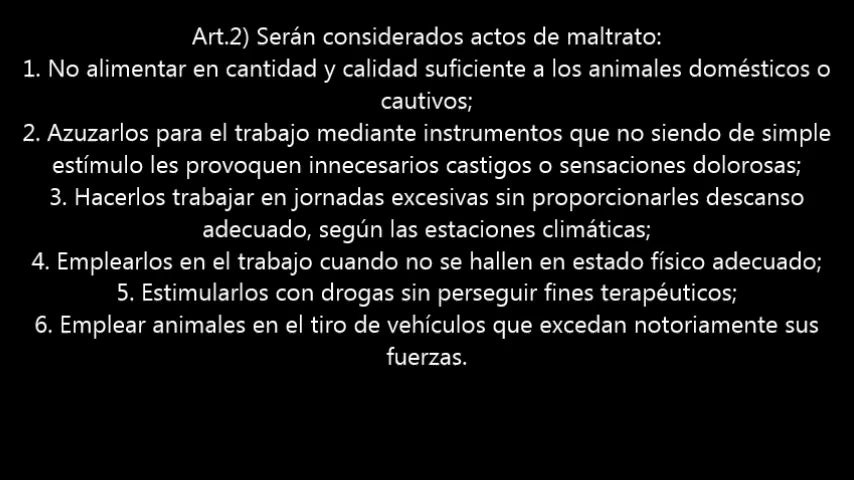 Art.2) Serán considerados actos de maltrato:
1. No alimentar en cantidad y calidad suficiente a los animales domésticos o
cautivos;
2. Azuzarlos para el trabajo mediante instrumentos que no siendo de simple
estímulo les provoquen innecesarios castigos o sensaciones dolorosas;
3. Hacerlos trabajar en jornadas excesivas sin proporcionarles descanso
adecuado, según las estaciones climáticas;
4. Emplearlos en el trabajo cuando no se hallen en estado físico adecuado;
5. Estimularlos con drogas sin perseguir fines terapéuticos;
6. Emplear animales en el tiro de vehículos que excedan notoriamente sus
fuerzas.